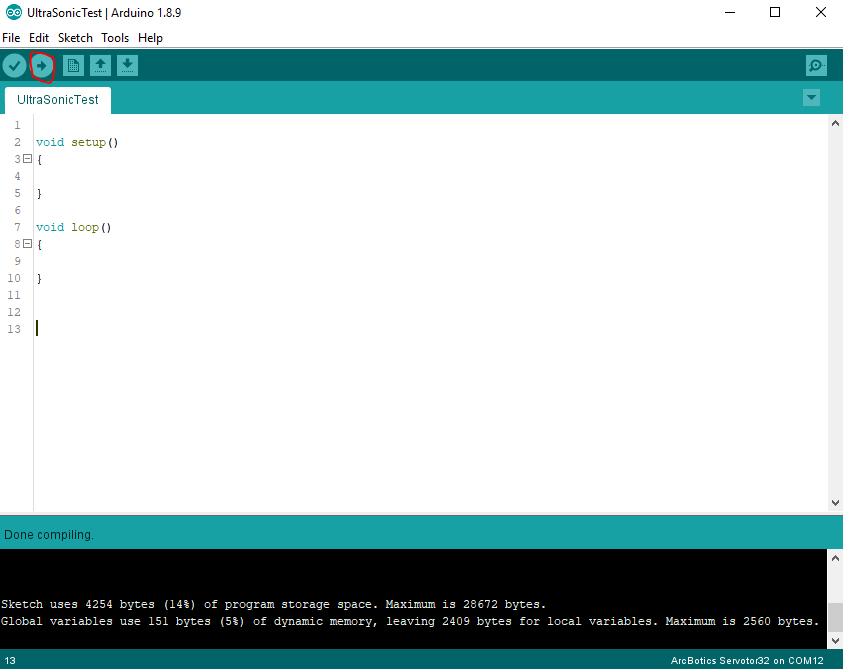 UltraSonicTest | Arduino 1.8.9
File Edit Sketch Tools Help
UltraSonicTest
1
2 void setup()
3 {
4
5 }
6
7 void loop()
8 {
9
10 }
11
12
13
Done compiling.
Sketch uses 4254 bytes (14%) of program storage space. Maximum is 28672 bytes.
Global variables use 151 bytes (5%) of dynamic memory, leaving 2409 bytes for local variables. Maximum is 2560 bytes.
13 ArcBotics Servotor32 on COM12